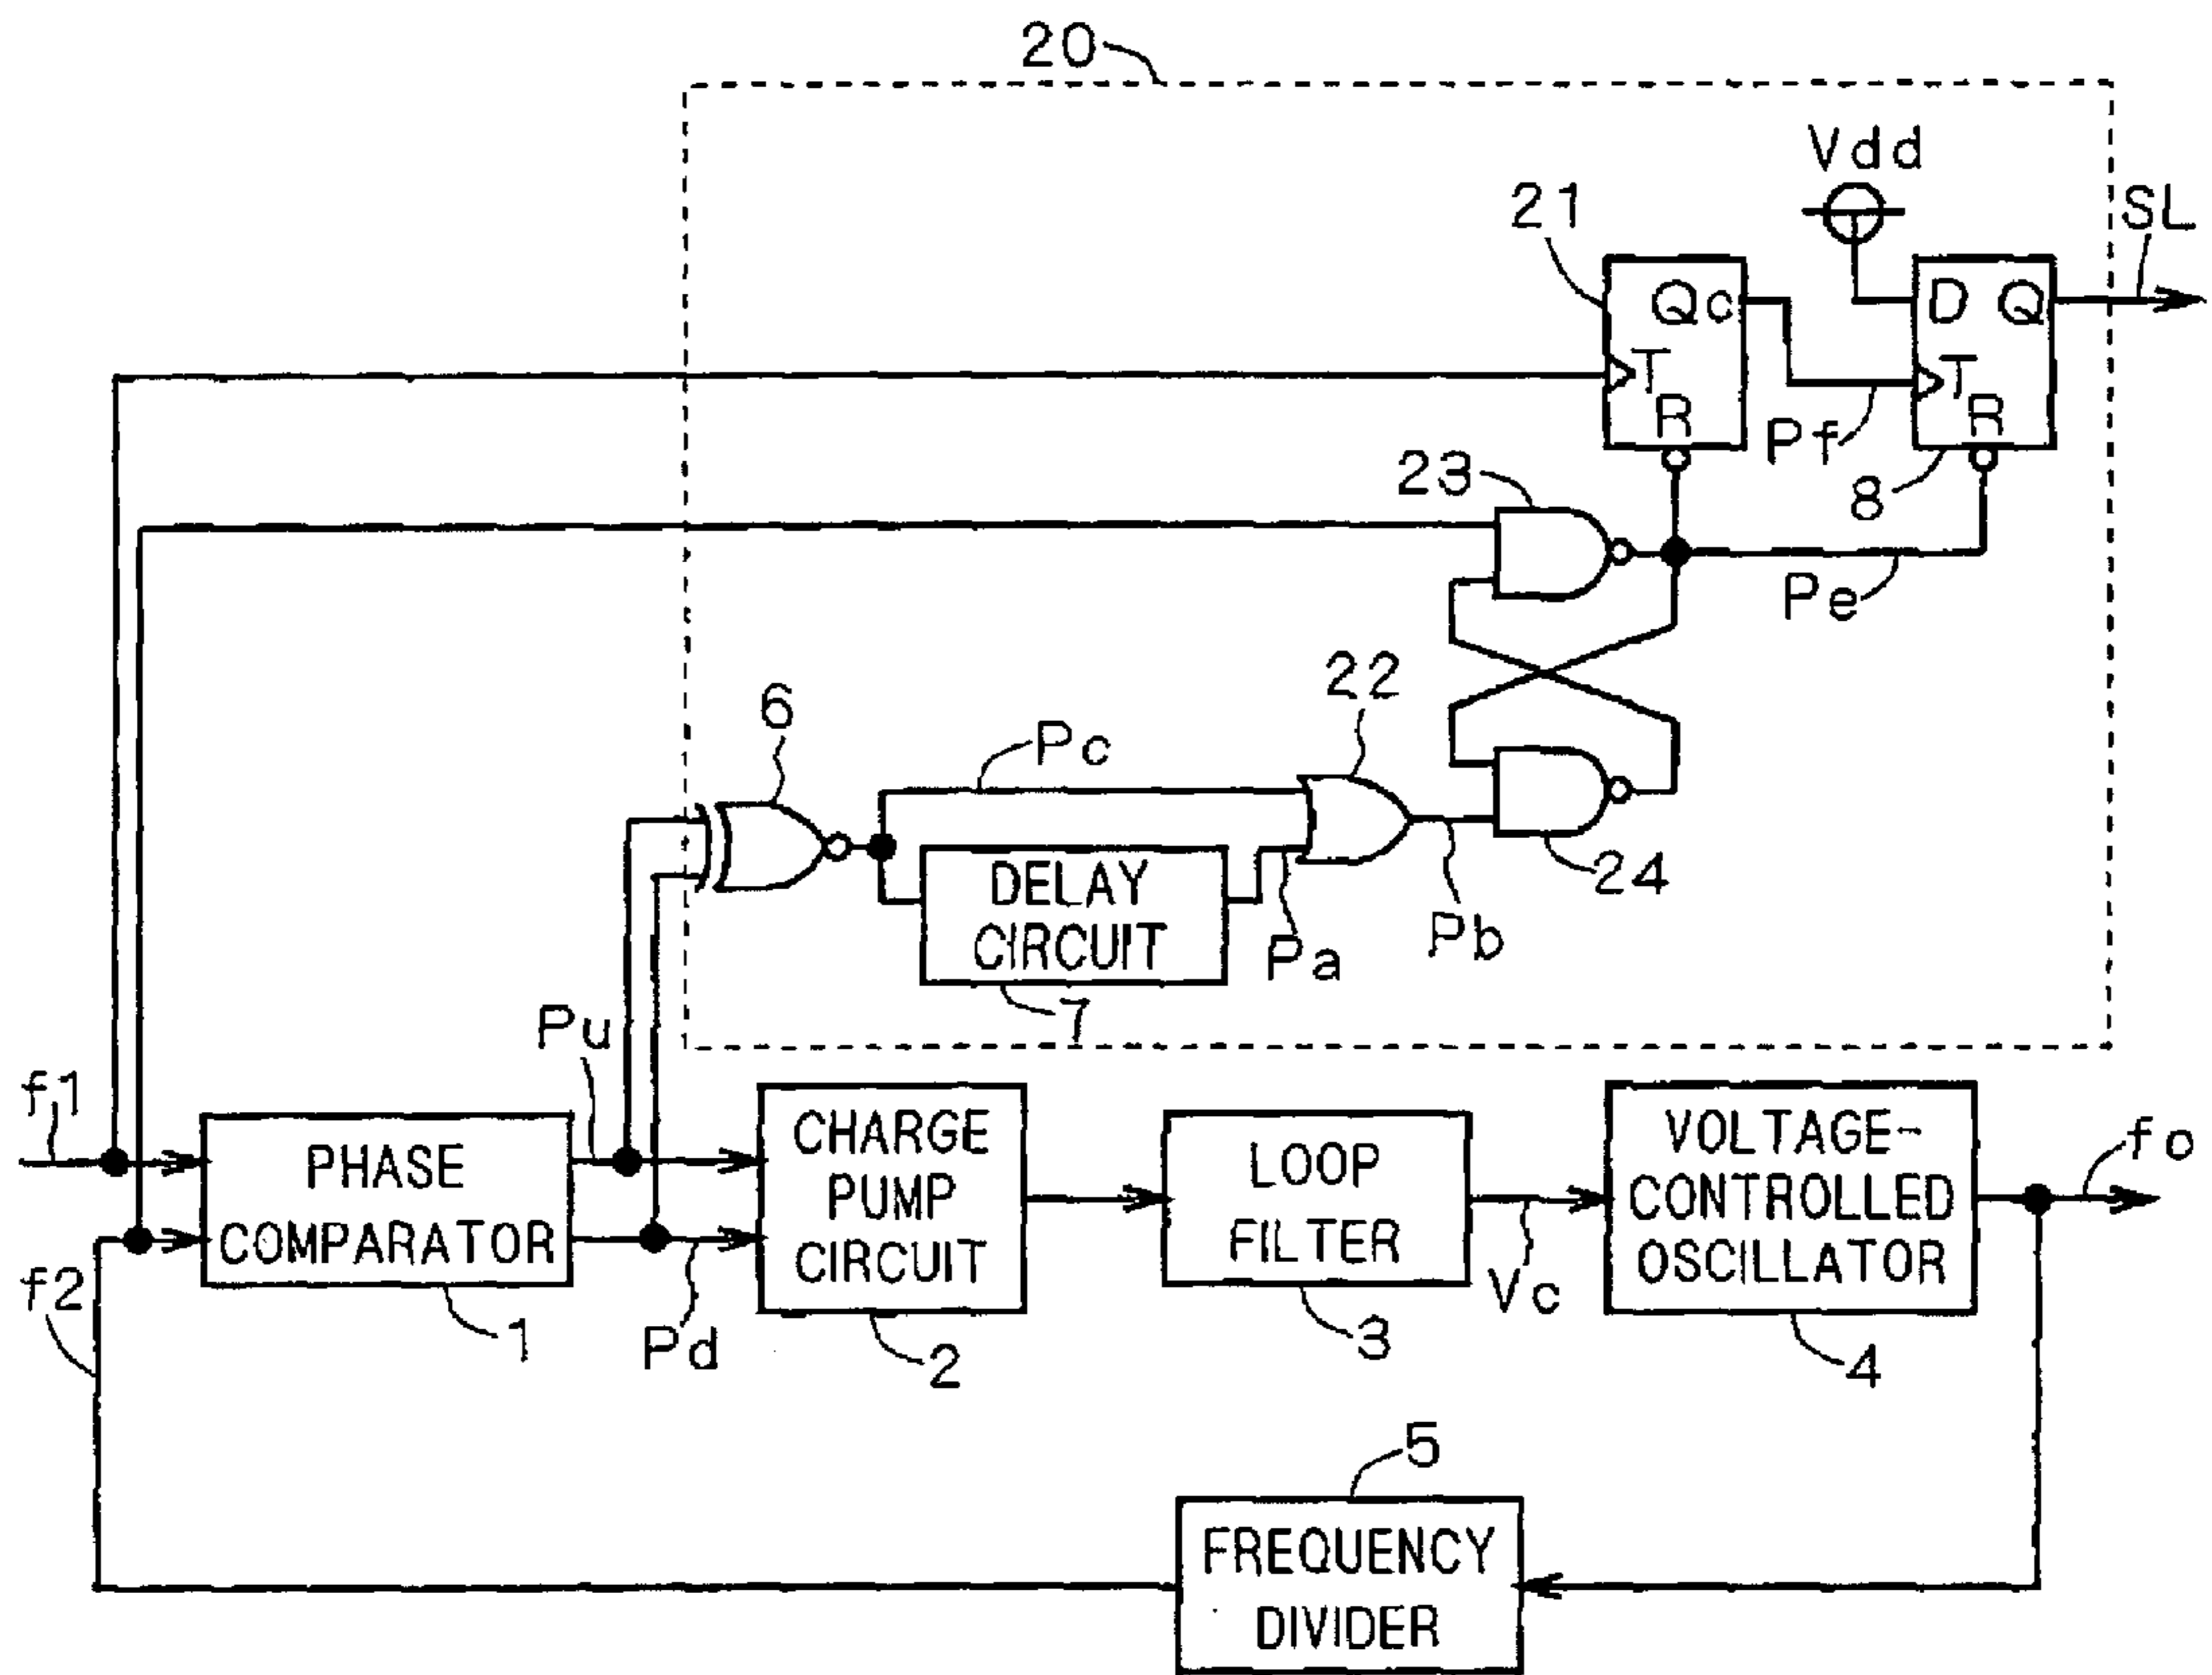 20
Vdd
21
SL
Qc
D Q
T
T
R
R
Pf
23
8
Pe
22
6
Pc
DELAY
CIRCUIT
24
Pa
Pb
7
Pu
f1
PHASE
COMPARATOR
CHARGE
PUMP
CIRCUIT
LOOP
FILTER
VOLTAGE-
CONTROLLED
OSCILLATOR
fo
f2
1
Pd
2
3
Vc
4
5
FREQUENCY
DIVIDER